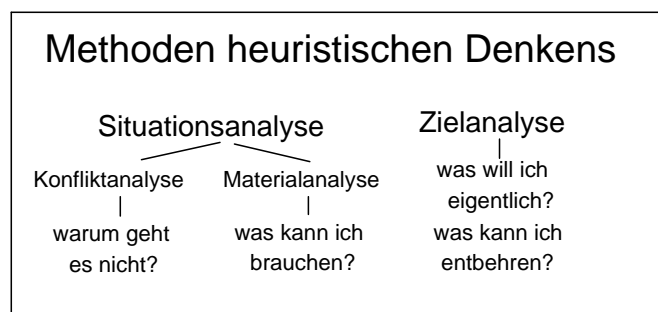 Methoden heuristischen Denkens
Situationsanalyse
Konfliktanalyse
warum geht
es nicht?
Materialanalyse
was kann ich
brauchen?
Zielanalyse
was will ich
eigentlich?
was kann ich
entbehren?